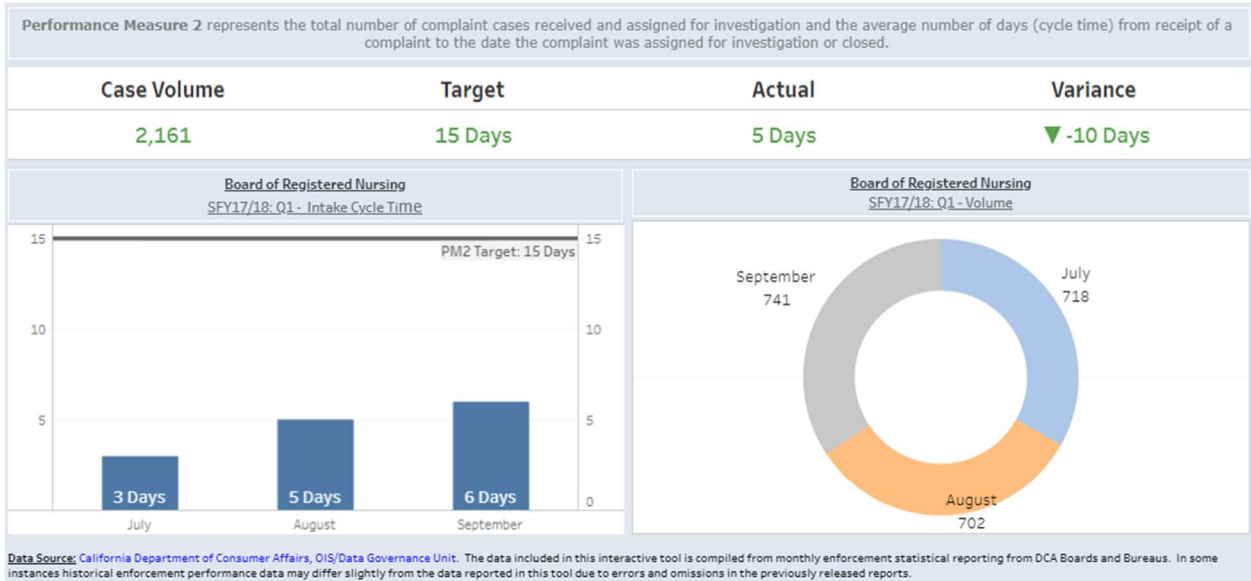 Performance Measure 2 represents the total number of complaint cases received and assigned for investigation and the average number of days (cycle time) from receipt of a
complaint to the date the complaint was assigned for investigation or closed.
Case Volume Target Actual Variance
2,161 15 Days 5 Days ▼ -10 Days
Board of Registered Nursing
SFY17/18: Q1 - Intake Cycle Time
15 15
PM2 Target: 15 Days
10 10
5 5
0
3 Days 5 Days 6 Days
July August September
Board of Registered Nursing
SFY17/18: Q1 - Volume
September
741
July
718
August
702
Data Source: California Department of Consumer Affairs, OIS/Data Governance Unit. The data included in this interactive tool is compiled from monthly enforcement statistical reporting from DCA Boards and Bureaus. In some
instances historical enforcement performance data may differ slightly from the data reported in this tool due to errors and omissions in the previously released reports.